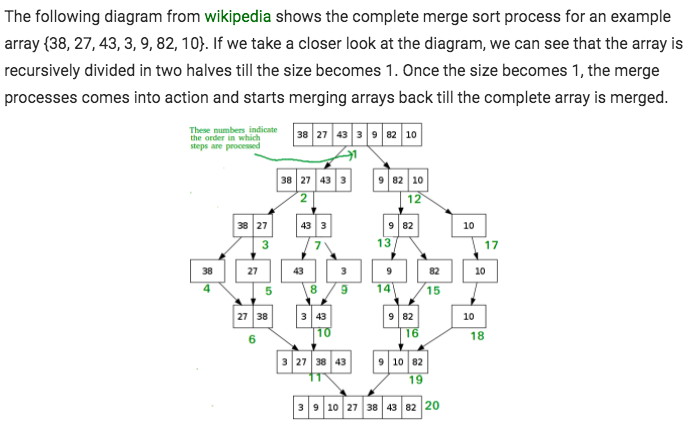 The following diagram from wikipedia shows the complete merge sort process for an example
array {38, 27, 43, 3, 9, 82, 10}. If we take a closer look at the diagram, we can see that the array is
recursively divided in two halves till the size becomes 1. Once the size becomes 1, the merge
processes comes into action and starts merging arrays back till the complete array is merged.
These numbers indicate
the order in which
steps are processed
38 27 43 3 9 82 10
1
38 27 43 3 9 82 10
2 12
38 27 43 3 9 82 10
3 7 13 17
38 27 43 3 9 82 10
4 5 8 9 14 15
27 38 3 43 9 82 10
6 10 16 18
3 27 38 43 9 10 82
11 19
3 9 10 27 38 43 82 20